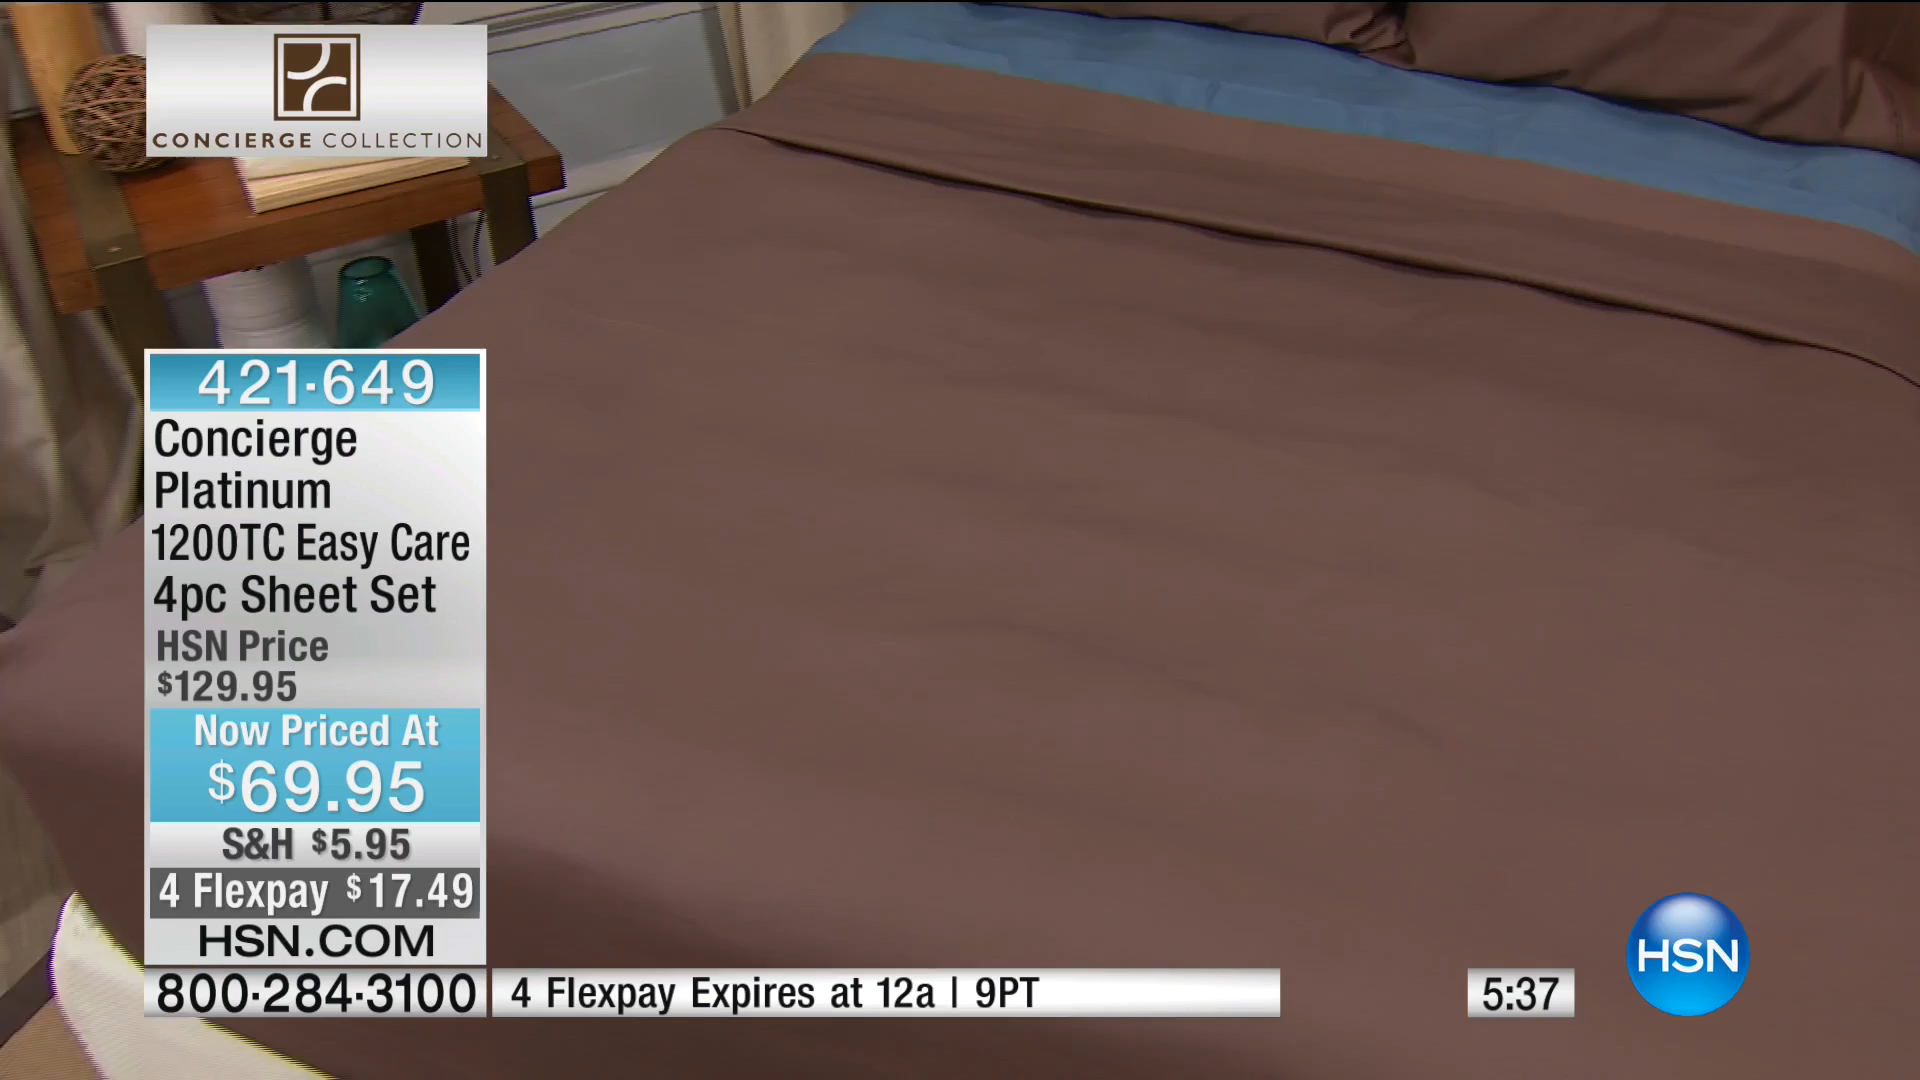 CONCIERGE COLLECTION
421·649
Concierge
Platinum
1200TC Easy Care
4pc Sheet Set
HSN Price
$129.95
Now Priced At
$69.95
S&H $5.95
4 Flexpay $17.49
HSN.COM
800·284·3100
4 Flexpay Expires at 12a | 9PT
5:37
HSN